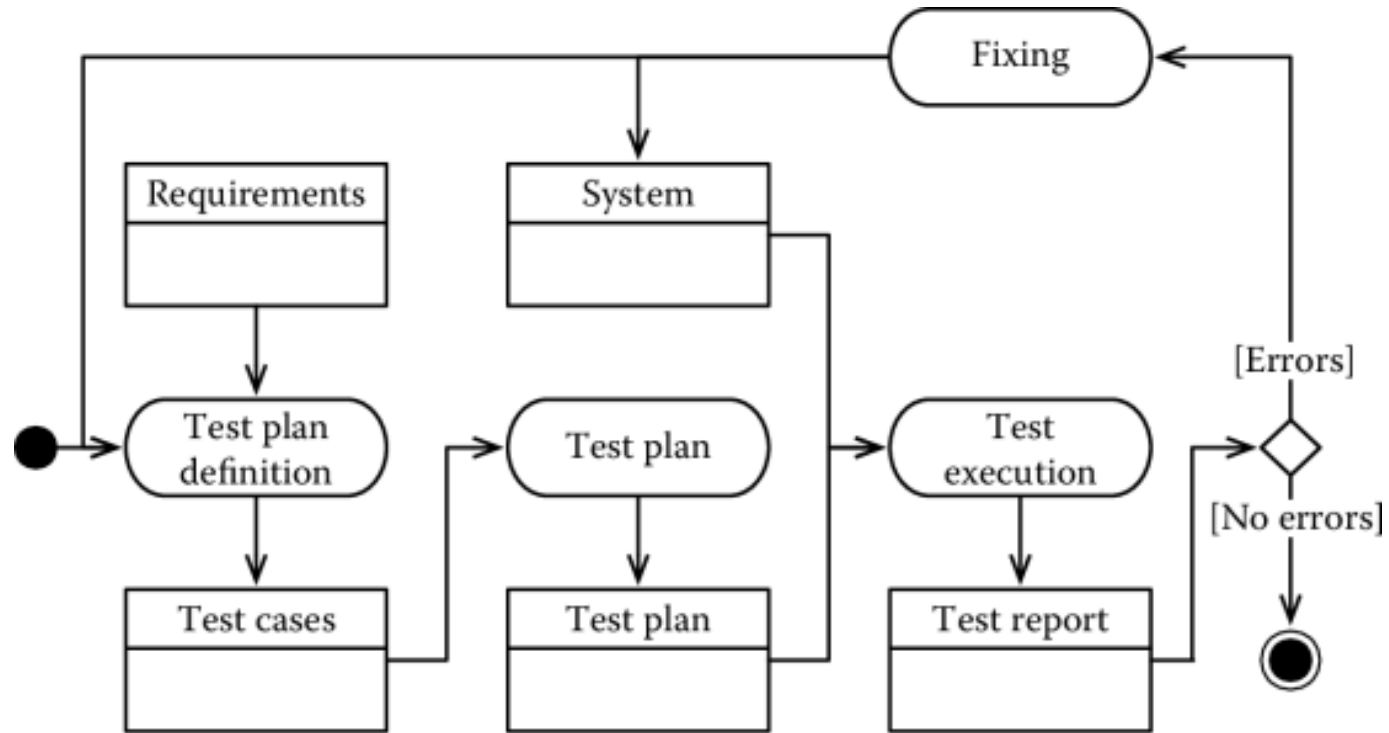 Fixing
Requirements
System
[Errors]
Test plan
definition
Test plan
Test
execution
[No errors]
Test cases
Test plan
Test report